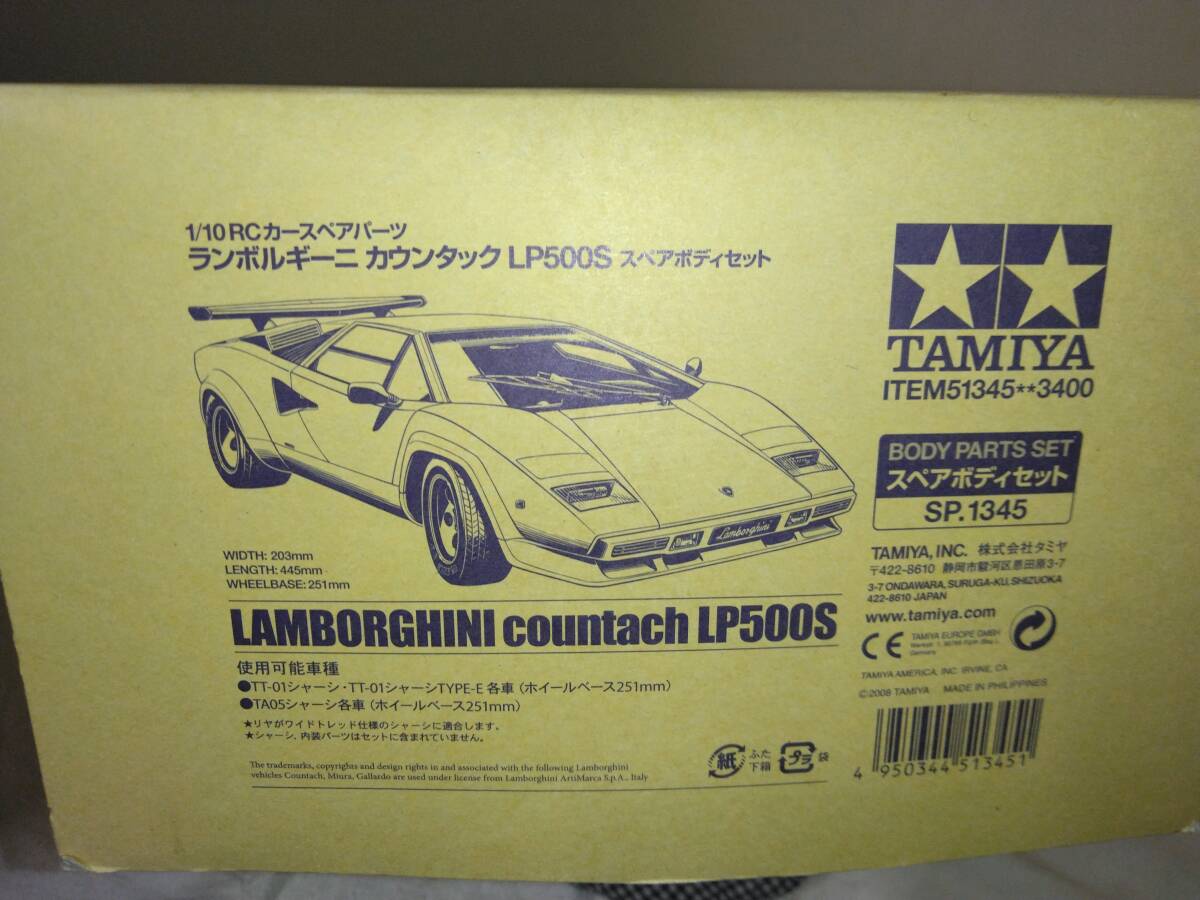 1/10 RCカースペアパーツ
ランボルギーニ カウンタック LP500S スペアボディセット
TAMIYA
ITEM51345**3400
BODY PARTS SET
スペアボディセット
SP.1345
Lamborghini
WIDTH: 203mm
LENGTH: 445mm
WHEELBASE: 251mm
LAMBORGHINI countach LP500S
使用可能車種
●TT-01シャーシ・TT-01シャーシTYPE-E 各車（ホイールベース251mm）
●TA05シャーシ各車（ホイールベース251mm）
★リヤがワイドトレッド仕様のシャーシに適合します。
★シャーシ、内装パーツはセットに含まれていません。
The trademarks, copyrights and design rights in and associated with the following Lamborghini
vehicles Countach, Miura, Gallardo are used under license from Lamborghini ArtiMarca S.p.A., Italy
紙 ふた 下箱
プラ 袋
TAMIYA, INC. 株式会社タミヤ
〒422-8610 静岡市駿河区恩田原3-7
3-7 ONDAWARA, SURUGA-KU, SHIZUOKA
422-8610 JAPAN
www.tamiya.com
CE TAMIYA EUROPE GMBH
Germany
TAMIYA AMERICA, INC. IRVINE, CA
©2008 TAMIYA MADE IN PHILIPPINES
4 950344 513451